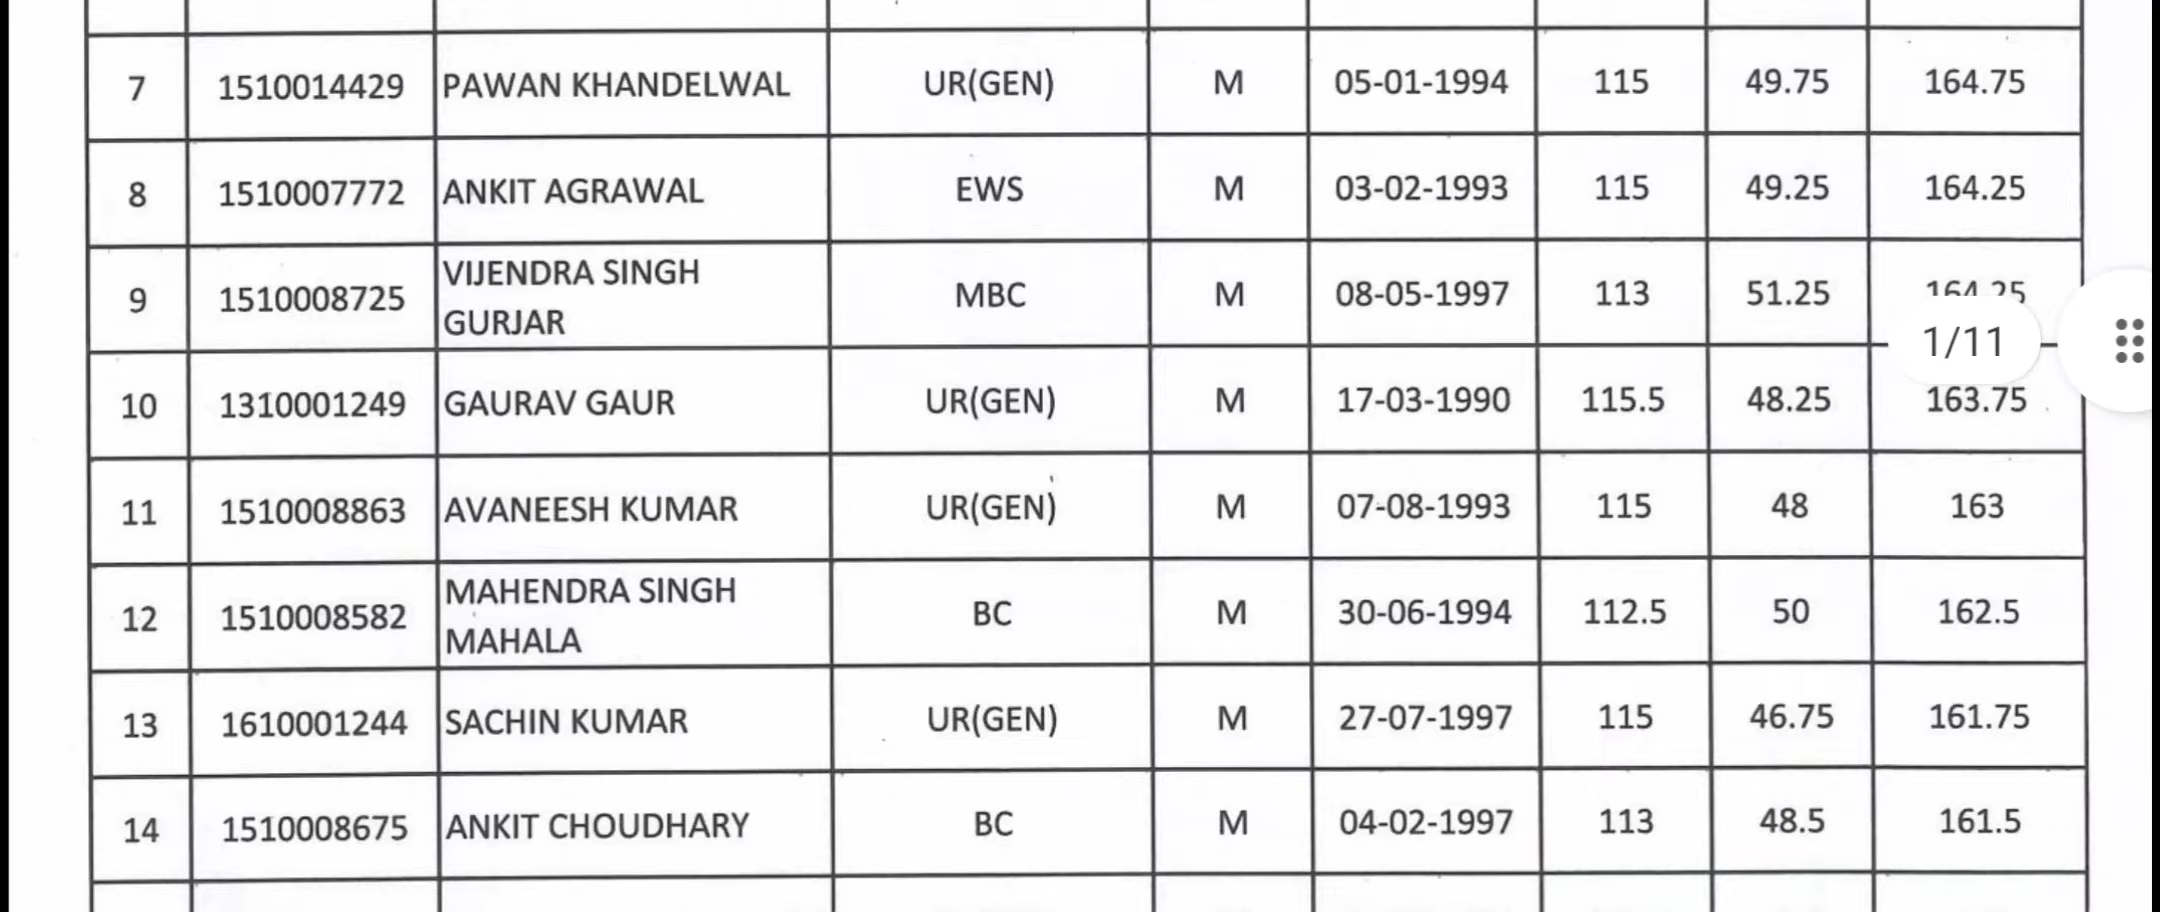 7 1510014429 PAWAN KHANDELWAL UR(GEN) M 05-01-1994 115 49.75 164.75
8 1510007772 ANKIT AGRAWAL EWS M 03-02-1993 115 49.25 164.25
9 1510008725 VIJENDRA SINGH GURJAR MBC M 08-05-1997 113 51.25 164.25
1/11
10 1310001249 GAURAV GAUR UR(GEN) M 17-03-1990 115.5 48.25 163.75
11 1510008863 AVANEESH KUMAR UR(GEN) M 07-08-1993 115 48 163
12 1510008582 MAHENDRA SINGH MAHALA BC M 30-06-1994 112.5 50 162.5
13 1610001244 SACHIN KUMAR UR(GEN) M 27-07-1997 115 46.75 161.75
14 1510008675 ANKIT CHOUDHARY BC M 04-02-1997 113 48.5 161.5